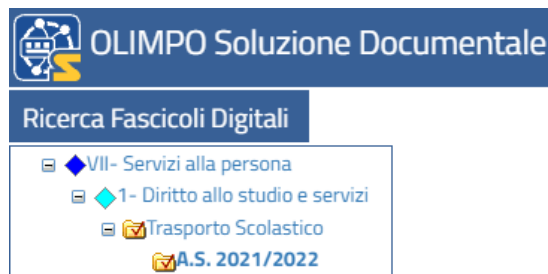 OLIMPO Soluzione Documentale
Ricerca Fascicoli Digitali
VII- Servizi alla persona
1- Diritto allo studio e servizi
Trasporto Scolastico
A.S. 2021/2022